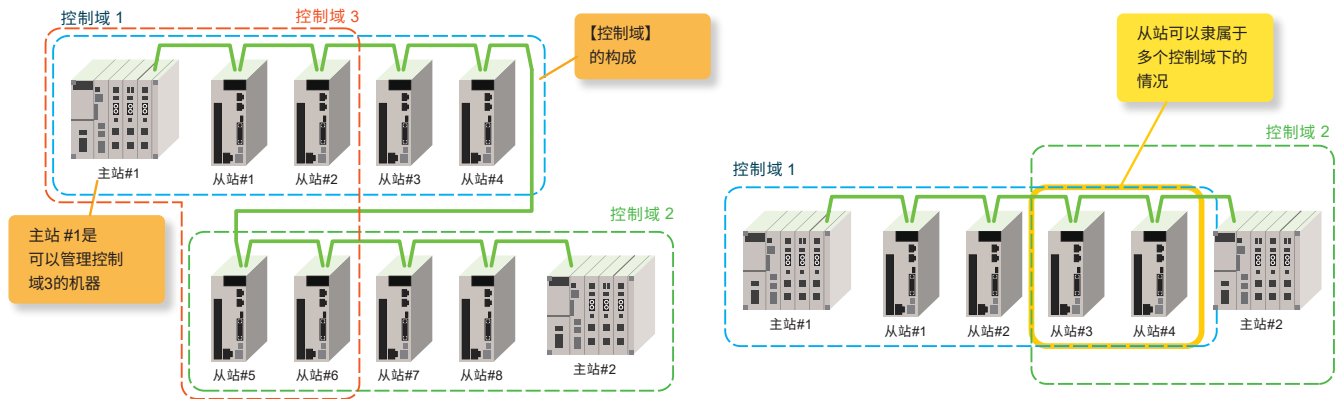 控制域 1
控制域 3
【控制域】
的构成
主站#1
从站#1
从站#2
从站#3
从站#4
主站 #1是
可以管理控制
域3的机器
控制域 2
从站#5
从站#6
从站#7
从站#8
主站#2
从站可以隶属于
多个控制域下的
情况
控制域 2
控制域 1
主站#1
从站#1
从站#2
从站#3
从站#4
主站#2